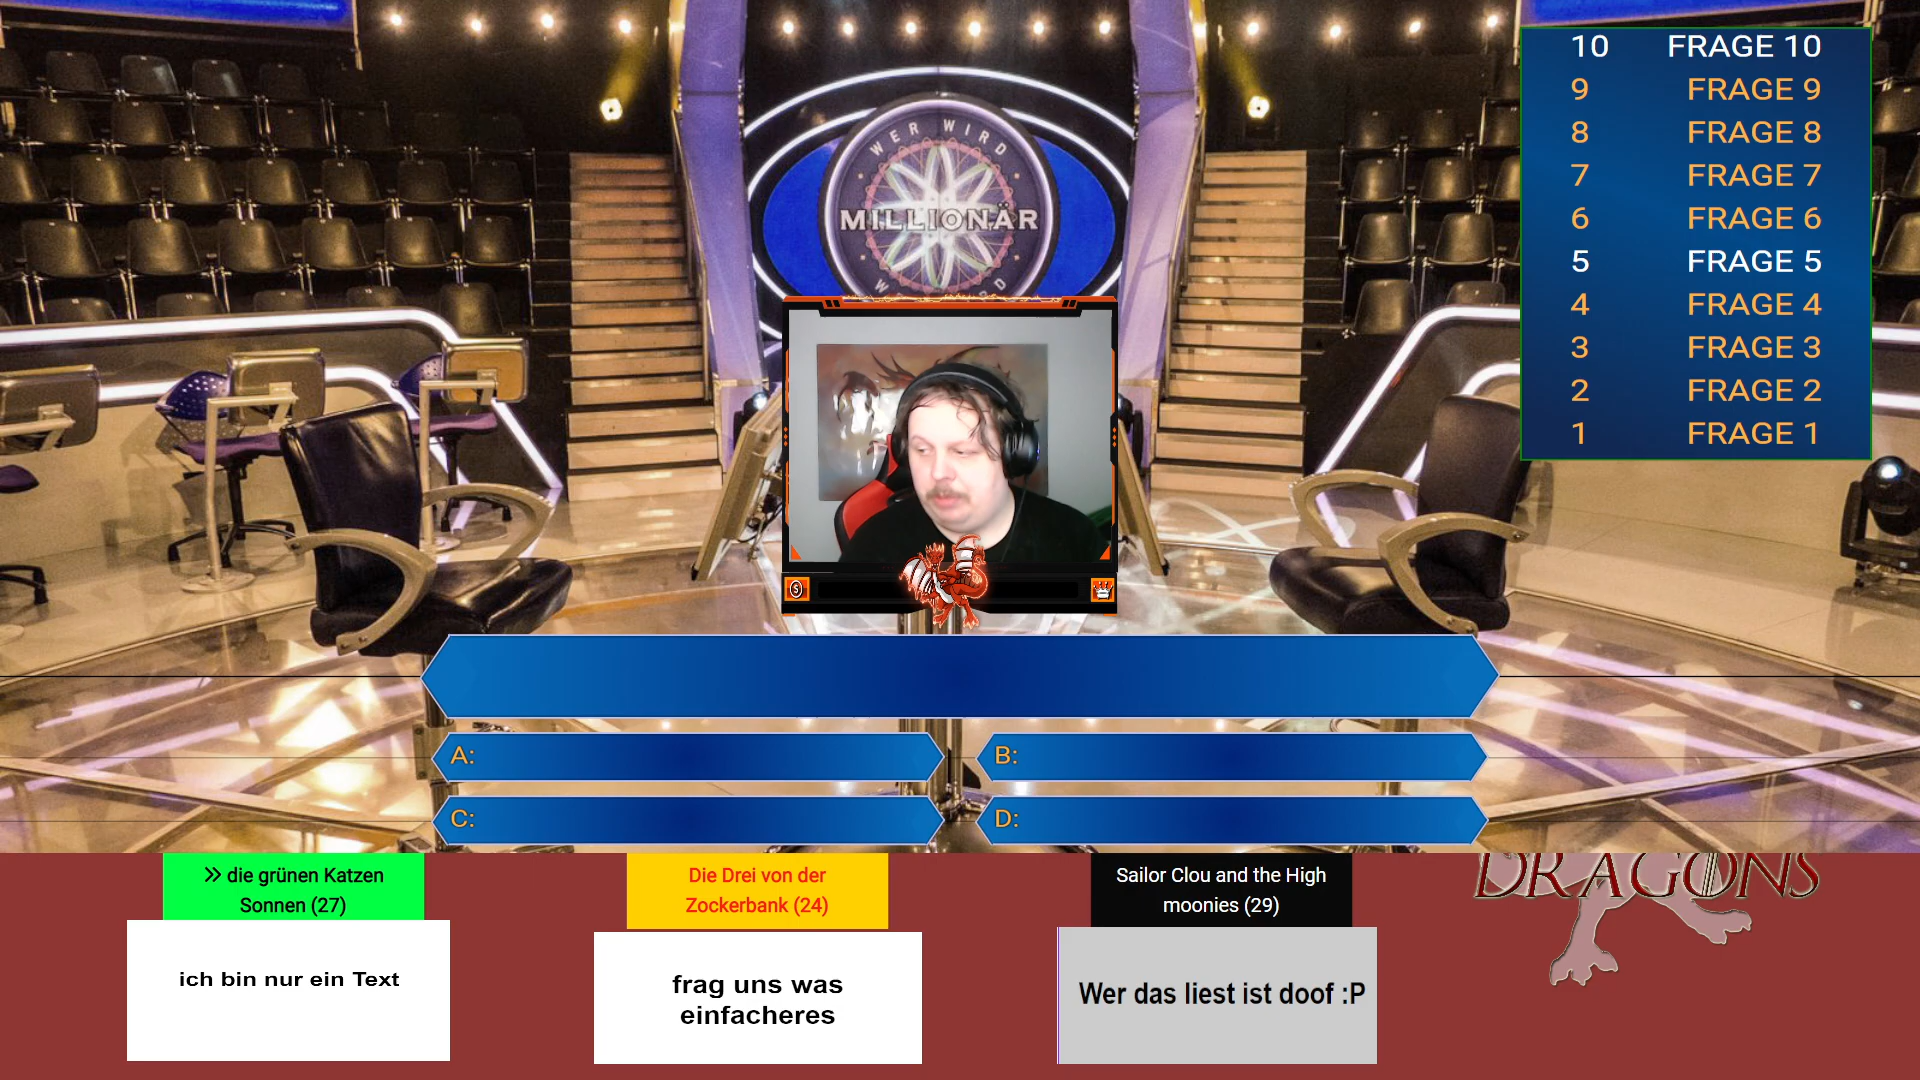 WER WIRD
MILLIONÄR
10 FRAGE 10
9 FRAGE 9
8 FRAGE 8
7 FRAGE 7
6 FRAGE 6
5 FRAGE 5
4 FRAGE 4
3 FRAGE 3
2 FRAGE 2
1 FRAGE 1
A:
B:
C:
D:
» die grünen Katzen
Sonnen (27)
ich bin nur ein Text
Die Drei von der
Zockerbank (24)
frag uns was
einfacheres
Sailor Clou and the High
moonies (29)
Wer das liest ist doof :P
DRAGONS